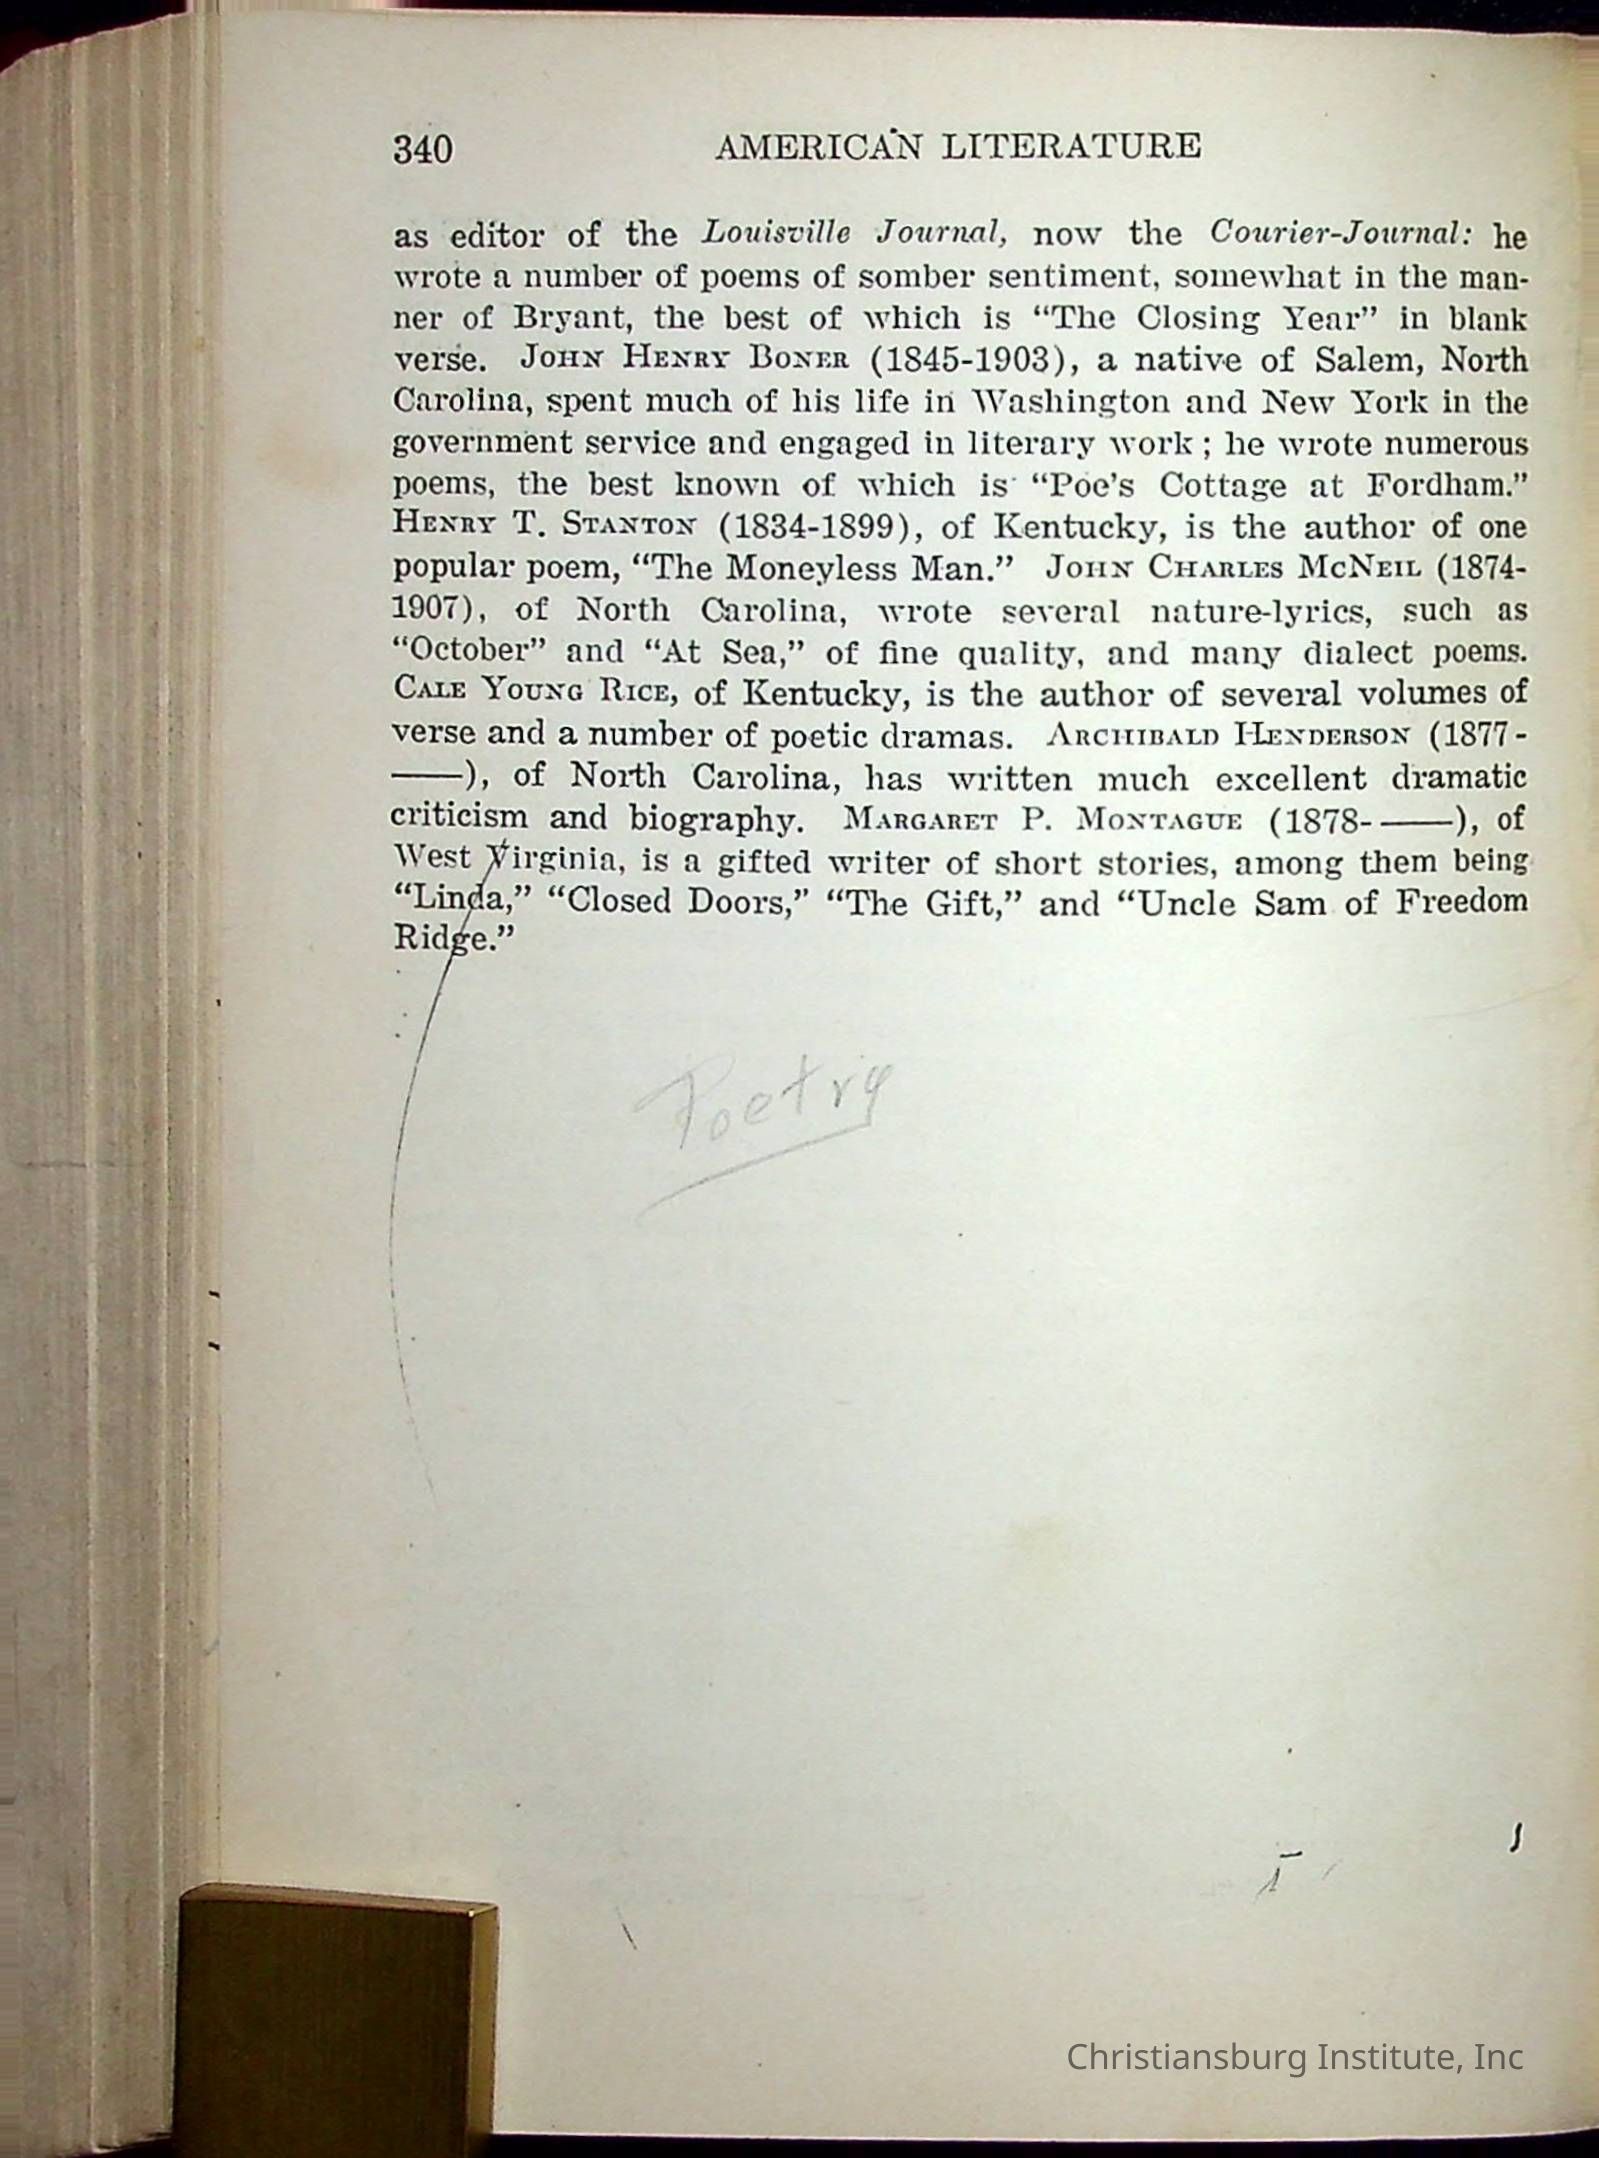 340 AMERICAN LITERATURE
as editor of the Louisville Journal, now the Courier-Journal: he
wrote a number of poems of somber sentiment, somewhat in the man-
ner of Bryant, the best of which is “The Closing Year” in blank
verse. JOHN HENRY BONER (1845-1903), a native of Salem, North
Carolina, spent much of his life in Washington and New York in the
government service and engaged in literary work; he wrote numerous
poems, the best known of which is “Poe’s Cottage at Fordham.”
HENRY T. STANTON (1834-1899), of Kentucky, is the author of one
popular poem, “The Moneyless Man.” JOHN CHARLES MCNEIL (1874-
1907), of North Carolina, wrote several nature-lyrics, such as
“October” and “At Sea,” of fine quality, and many dialect poems.
CALE YOUNG RICE, of Kentucky, is the author of several volumes of
verse and a number of poetic dramas. ARCHIBALD HENDERSON (1877-
——), of North Carolina, has written much excellent dramatic
criticism and biography. MARGARET P. MONTAGUE (1878-——), of
West Virginia, is a gifted writer of short stories, among them being
“Linda,” “Closed Doors,” “The Gift,” and “Uncle Sam of Freedom
Ridge.”
Poetry
Christiansburg Institute, Inc